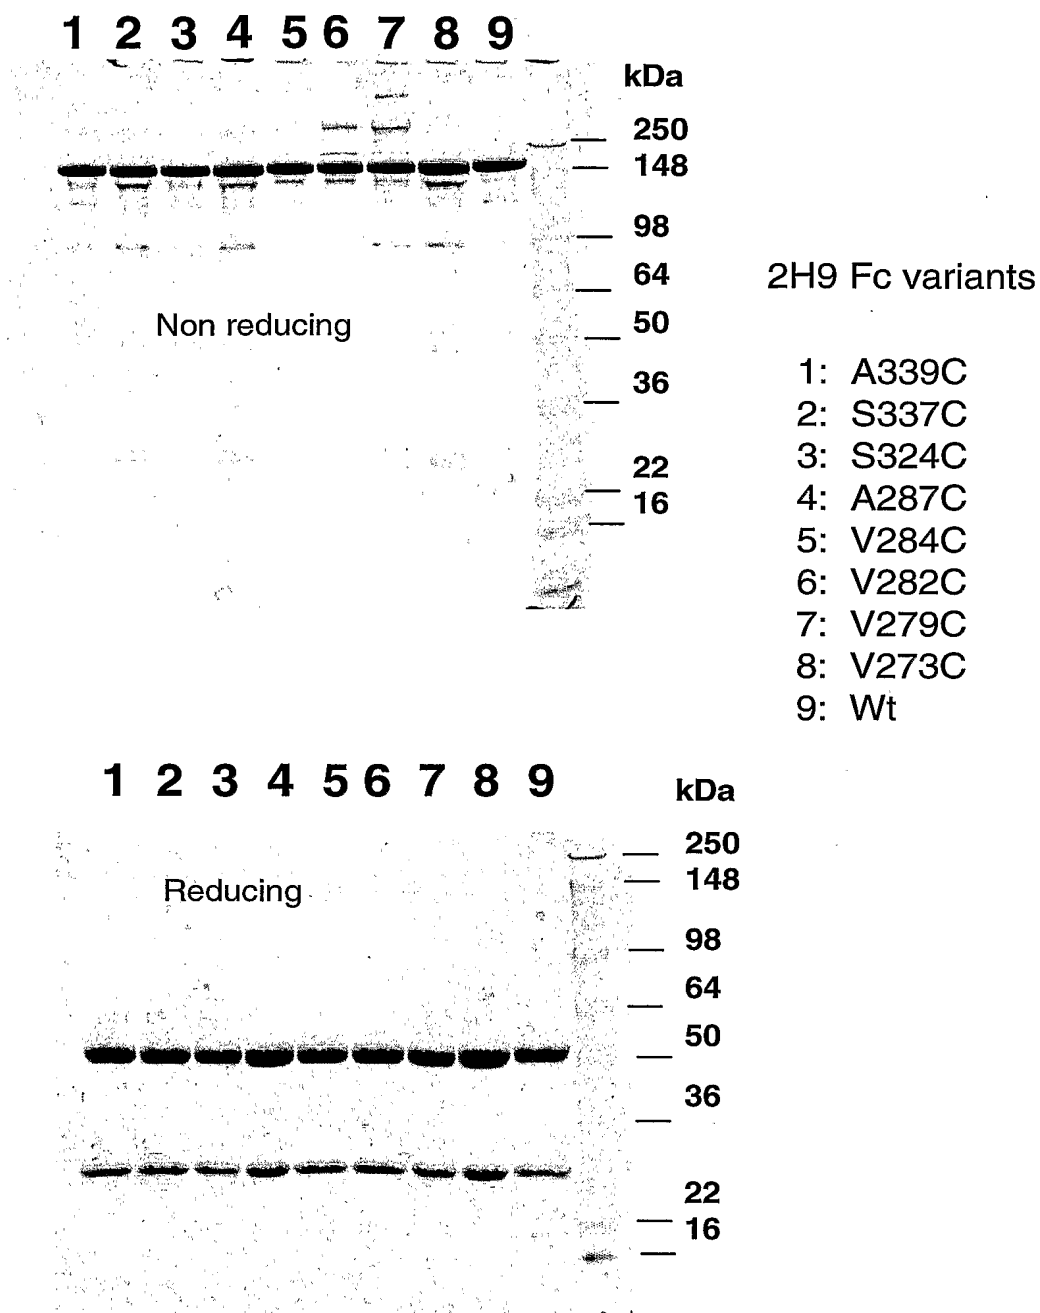 1 2 3 4 5 6 7 8 9
kDa
250
148
98
64
50
36
22
16
Non reducing
2H9 Fc variants
1: A339C
2: S337C
3: S324C
4: A287C
5: V284C
6: V282C
7: V279C
8: V273C
9: Wt
1 2 3 4 5 6 7 8 9
kDa
250
148
98
64
50
36
22
16
Reducing